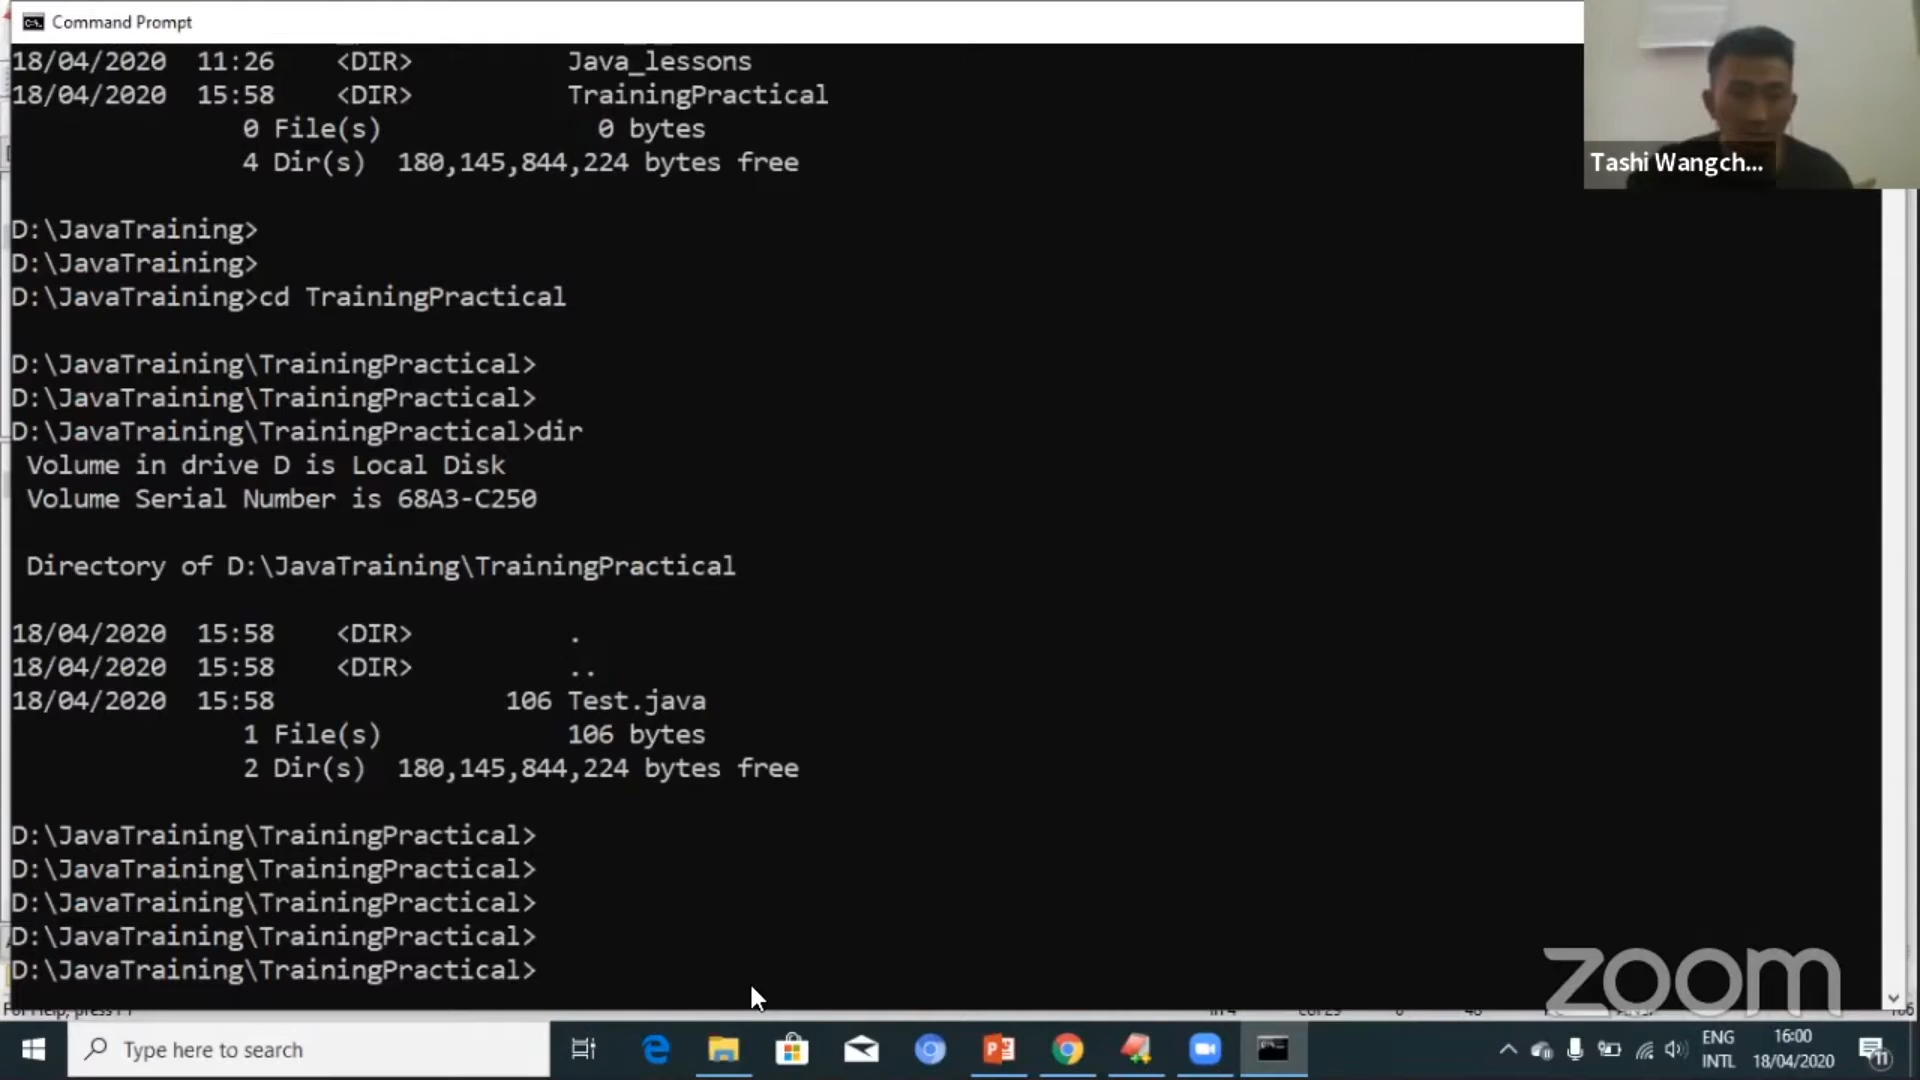 Command Prompt
18/04/2020 11:26 <DIR> Java_lessons
18/04/2020 15:58 <DIR> TrainingPractical
0 File(s) 0 bytes
4 Dir(s) 180,145,844,224 bytes free
Tashi Wangch...
D:\JavaTraining>
D:\JavaTraining>
D:\JavaTraining>cd TrainingPractical
D:\JavaTraining\TrainingPractical>
D:\JavaTraining\TrainingPractical>
D:\JavaTraining\TrainingPractical>dir
Volume in drive D is Local Disk
Volume Serial Number is 68A3-C250
Directory of D:\JavaTraining\TrainingPractical
18/04/2020 15:58 <DIR> .
18/04/2020 15:58 <DIR> ..
18/04/2020 15:58 106 Test.java
1 File(s) 106 bytes
2 Dir(s) 180,145,844,224 bytes free
D:\JavaTraining\TrainingPractical>
D:\JavaTraining\TrainingPractical>
D:\JavaTraining\TrainingPractical>
D:\JavaTraining\TrainingPractical>
D:\JavaTraining\TrainingPractical>
zoom
Type here to search
ENG
INTL
16:00
18/04/2020
11